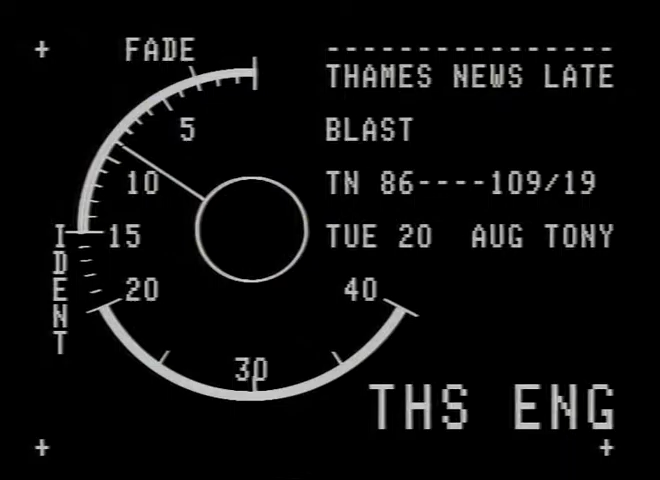 FADE
----------------
THAMES NEWS LATE
5
BLAST
10
TN 86----109/19
IDENT
15
TUE 20 AUG TONY
20
40
30
THS ENG